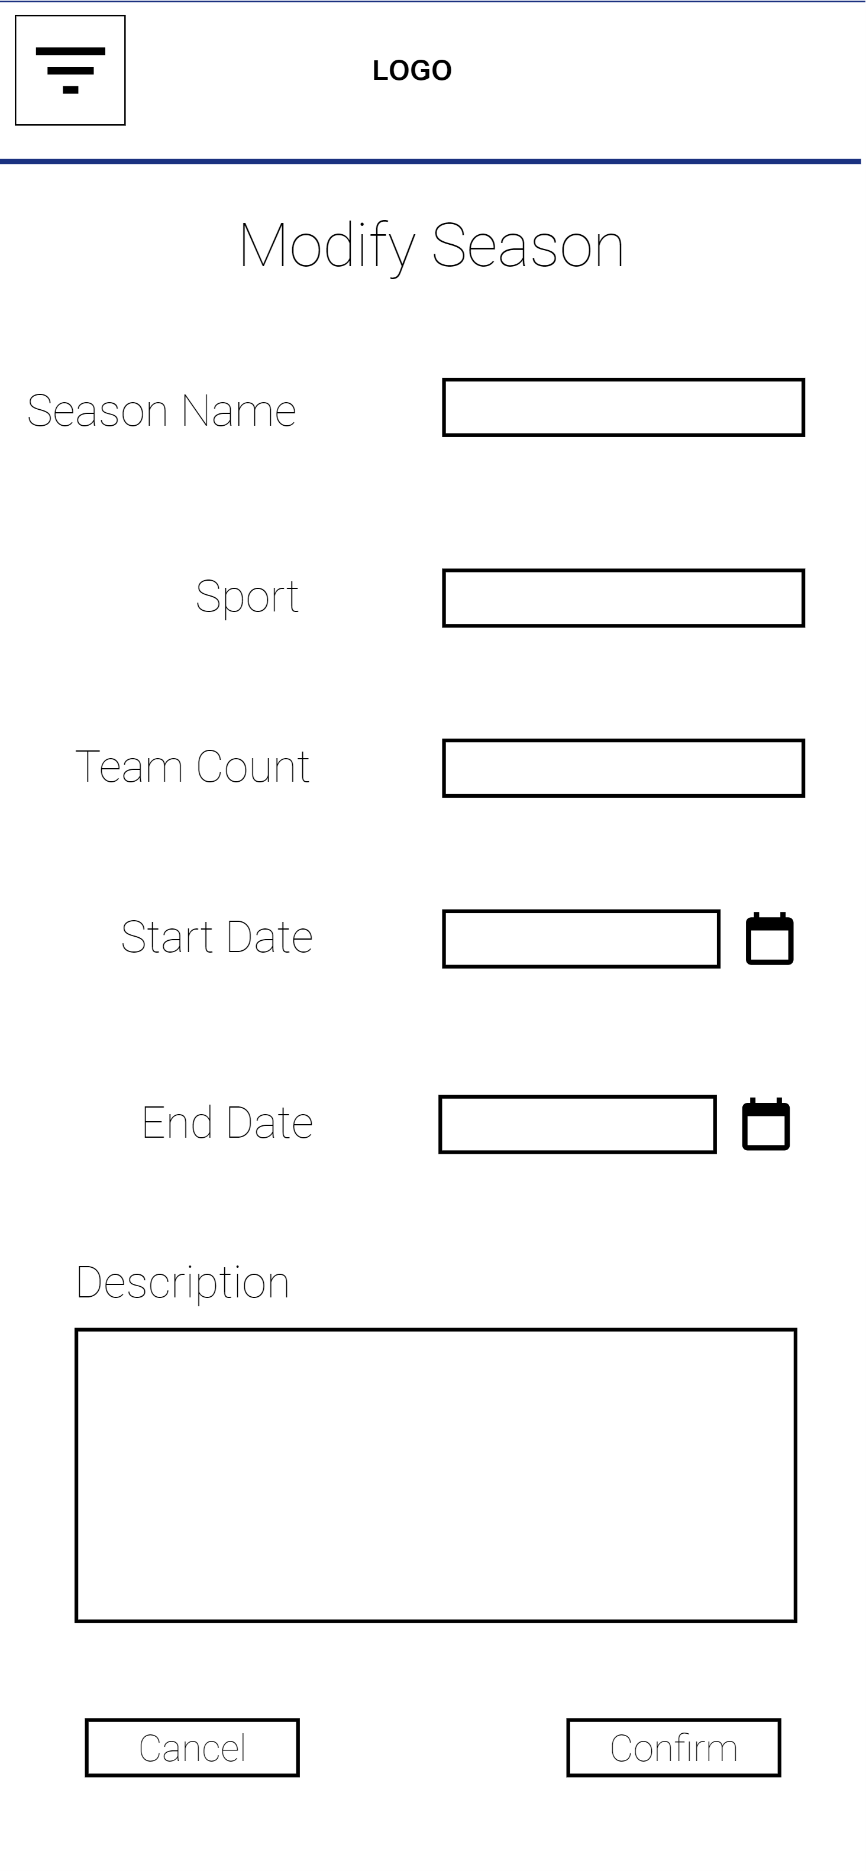 LOGO
Modify Season
Season Name
Sport
Team Count
Start Date
End Date
Description
Cancel
Confirm